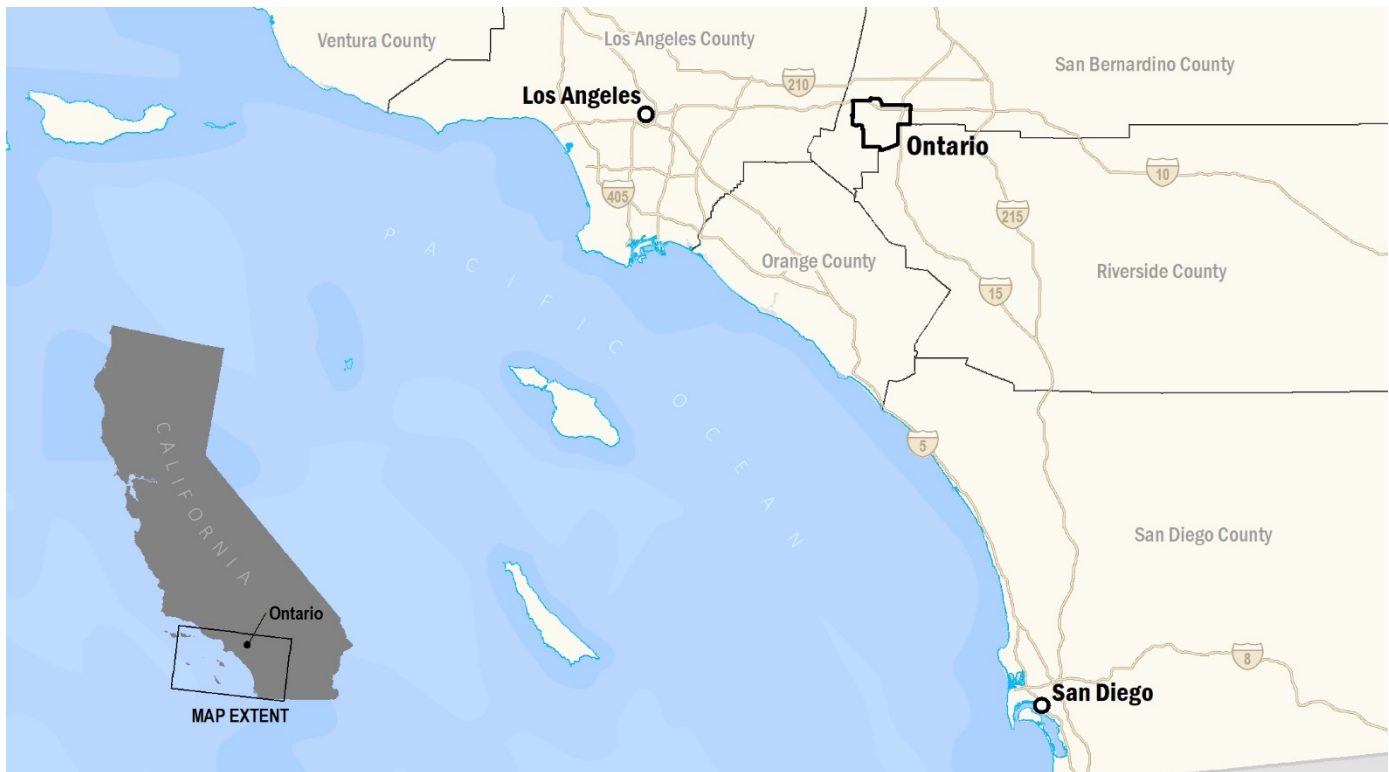 Ventura County
Los Angeles County
San Bernardino County
210
Los Angeles
Ontario
10
405
215
PACIFIC OCEAN
Orange County
Riverside County
15
CALIFORNIA
5
San Diego County
Ontario
8
San Diego
MAP EXTENT